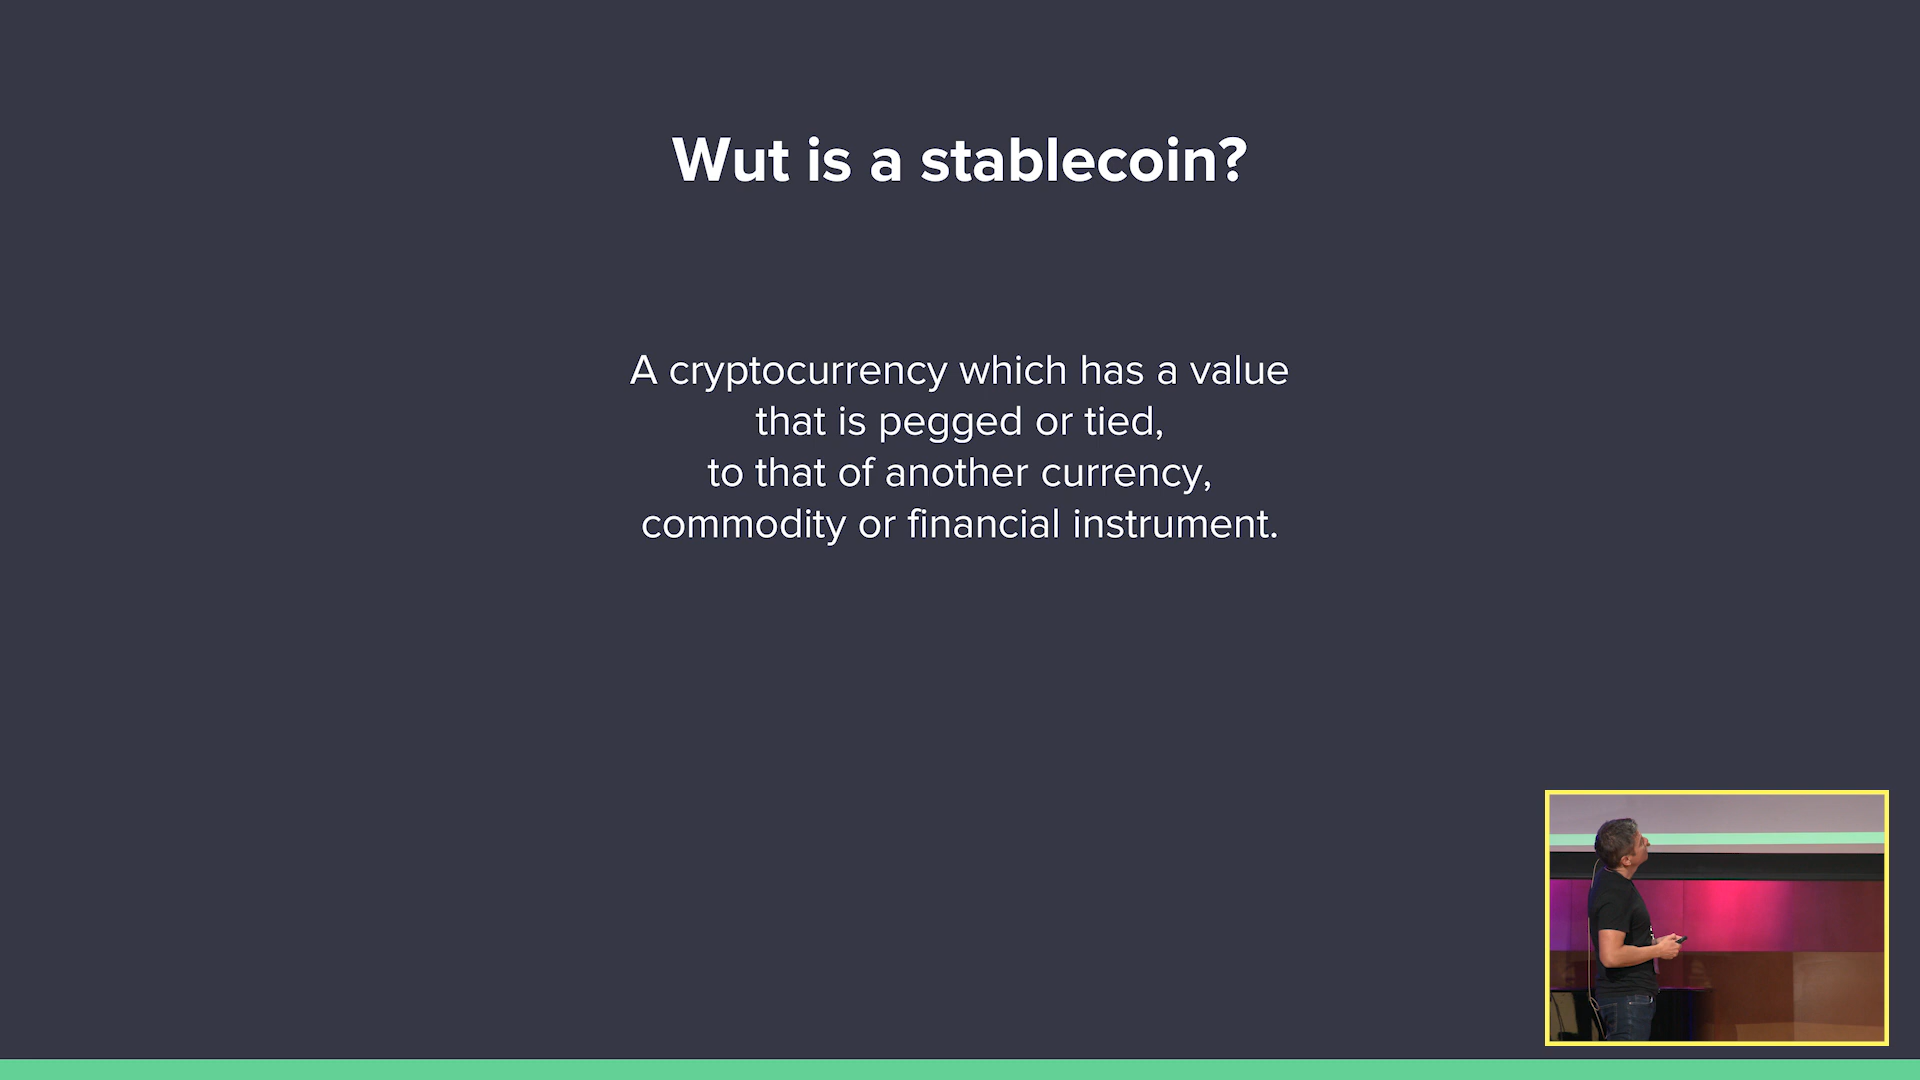 Wut is a stablecoin?
A cryptocurrency which has a value
that is pegged or tied,
to that of another currency,
commodity or financial instrument.